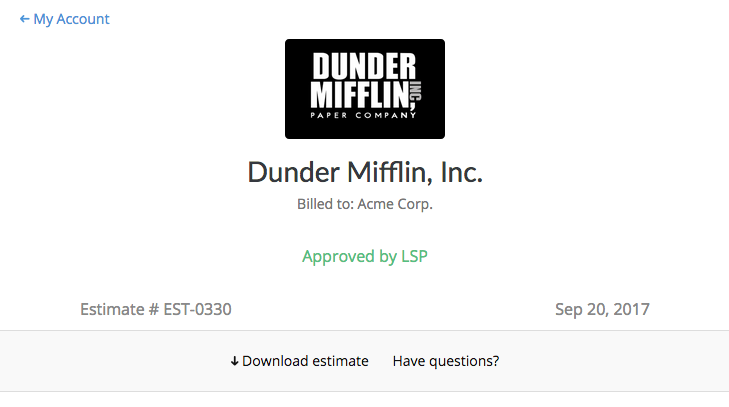 ← My Account
DUNDER
MIFFLIN, INC
PAPER COMPANY
Dunder Mifflin, Inc.
Billed to: Acme Corp.
Approved by LSP
Estimate # EST-0330 Sep 20, 2017
Download estimate Have questions?